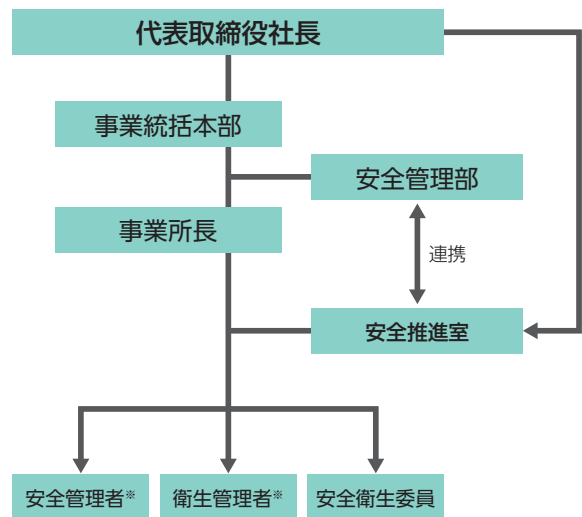 代表取締役社長
事業統括本部
安全管理部
事業所長
連携
安全推進室
安全管理者※
衛生管理者※
安全衛生委員